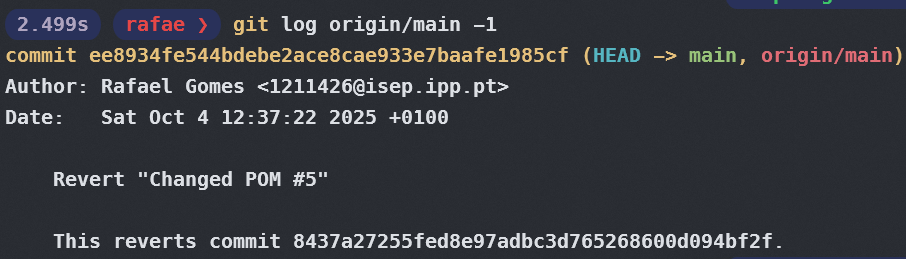 2.499s rafae ❯ git log origin/main -1
commit ee8934fe544bdebe2ace8cae933e7baafe1985cf (HEAD -> main, origin/main)
Author: Rafael Gomes <1211426@isep.ipp.pt>
Date:   Sat Oct 4 12:37:22 2025 +0100
    Revert "Changed POM #5"
    This reverts commit 8437a27255fed8e97adbc3d765268600d094bf2f.